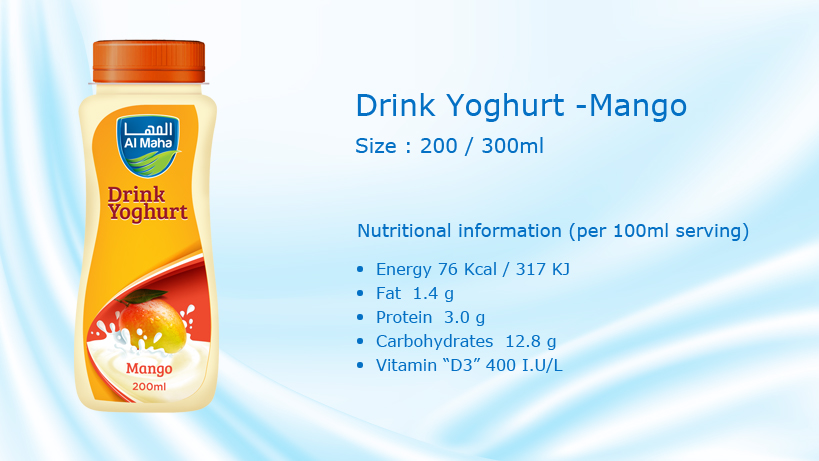 المها
Al Maha
Drink
Yoghurt
Mango
200ml
Drink Yoghurt -Mango
Size : 200 / 300ml
Nutritional information (per 100ml serving)
• Energy 76 Kcal / 317 KJ
• Fat 1.4 g
• Protein 3.0 g
• Carbohydrates 12.8 g
• Vitamin “D3” 400 I.U/L